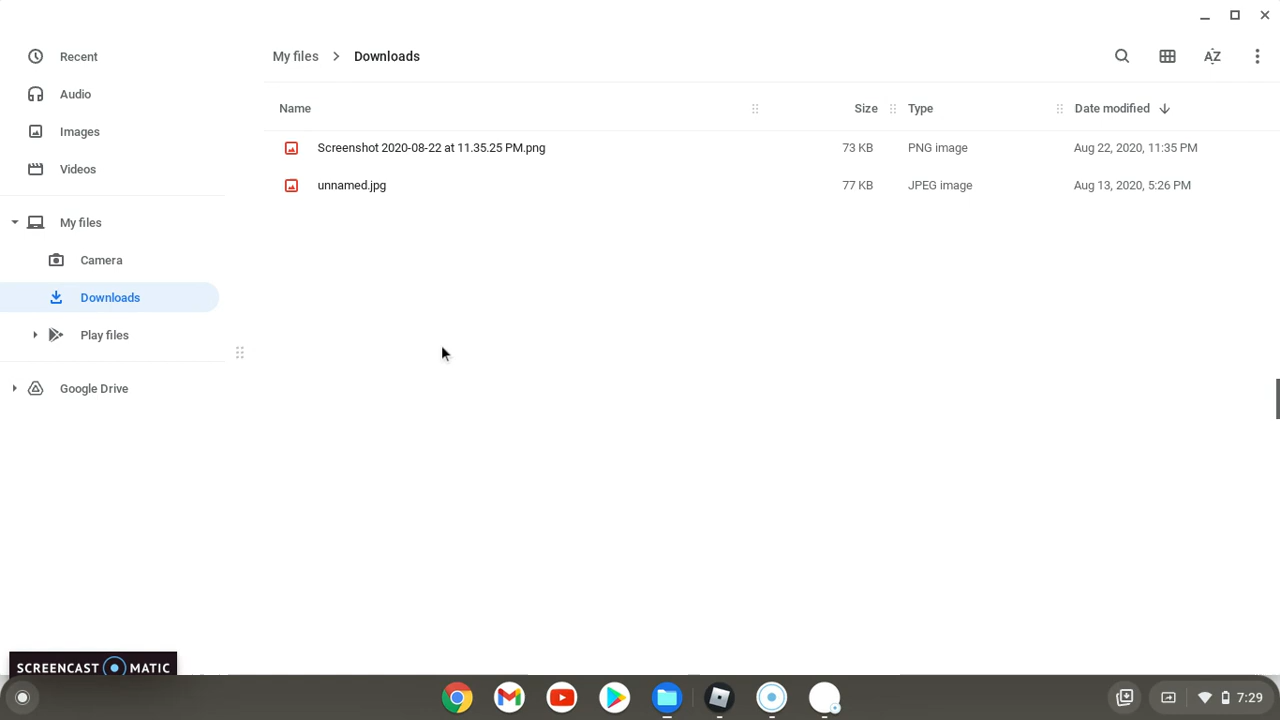 Recent
Audio
Images
Videos
My files
Camera
Downloads
Play files
Google Drive
My files > Downloads
AZ
Name Size Type Date modified
Screenshot 2020-08-22 at 11.35.25 PM.png 73 KB PNG image Aug 22, 2020, 11:35 PM
unnamed.jpg 77 KB JPEG image Aug 13, 2020, 5:26 PM
SCREENCAST MATIC
7:29